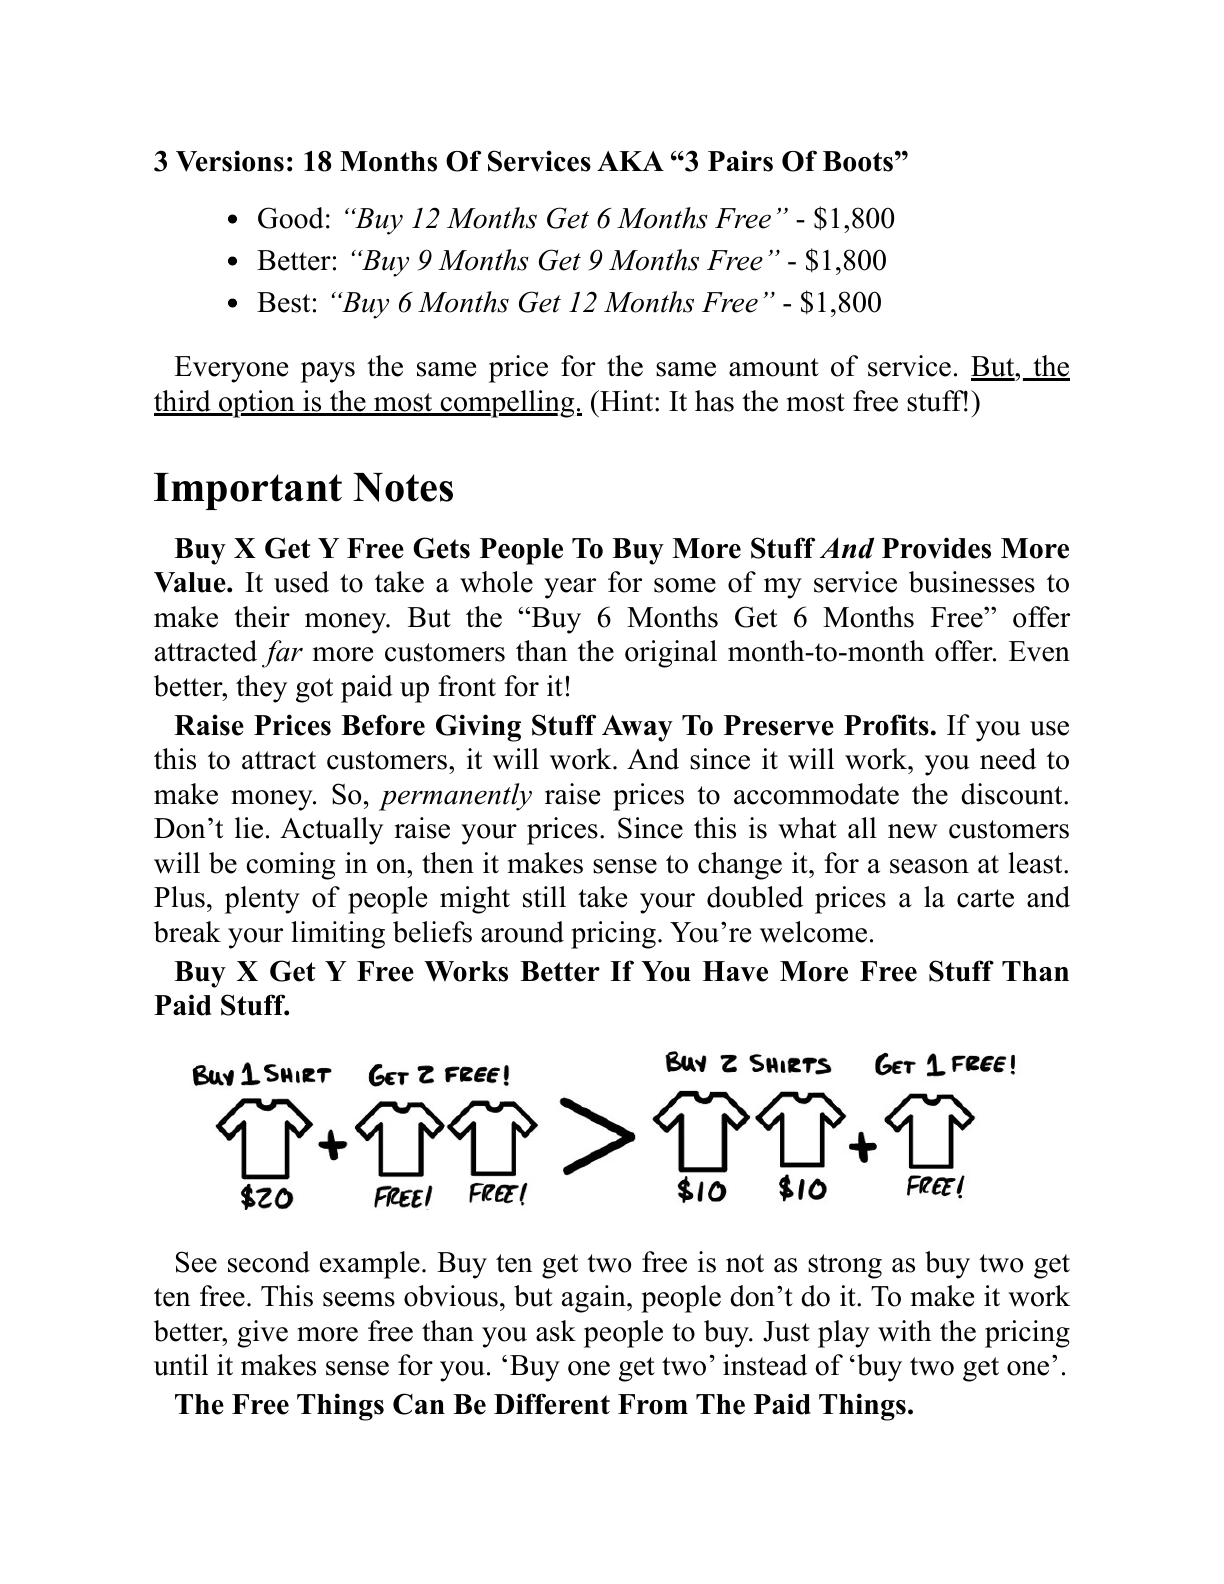 3 Versions: 18 Months Of Services AKA “3 Pairs Of Boots”
• Good: “Buy 12 Months Get 6 Months Free” - $1,800
• Better: “Buy 9 Months Get 9 Months Free” - $1,800
• Best: “Buy 6 Months Get 12 Months Free” - $1,800
Everyone pays the same price for the same amount of service. But, the
third option is the most compelling. (Hint: It has the most free stuff!)
Important Notes
Buy X Get Y Free Gets People To Buy More Stuff And Provides More
Value. It used to take a whole year for some of my service businesses to
make their money. But the “Buy 6 Months Get 6 Months Free” offer
attracted far more customers than the original month-to-month offer. Even
better, they got paid up front for it!
Raise Prices Before Giving Stuff Away To Preserve Profits. If you use
this to attract customers, it will work. And since it will work, you need to
make money. So, permanently raise prices to accommodate the discount.
Don’t lie. Actually raise your prices. Since this is what all new customers
will be coming in on, then it makes sense to change it, for a season at least.
Plus, plenty of people might still take your doubled prices a la carte and
break your limiting beliefs around pricing. You’re welcome.
Buy X Get Y Free Works Better If You Have More Free Stuff Than
Paid Stuff.
BUY 1 SHIRT GET 2 FREE! BUY 2 SHIRTS GET 1 FREE!
+ > +
$20 FREE! FREE! $10 $10 FREE!
See second example. Buy ten get two free is not as strong as buy two get
ten free. This seems obvious, but again, people don’t do it. To make it work
better, give more free than you ask people to buy. Just play with the pricing
until it makes sense for you. ‘Buy one get two’ instead of ‘buy two get one’.
The Free Things Can Be Different From The Paid Things.